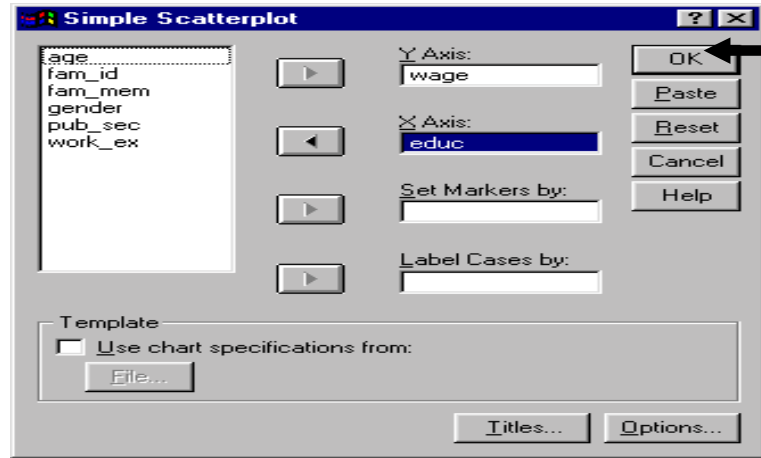 Simple Scatterplot
age
fam_id
fam_mem
gender
pub_sec
work_ex
Y Axis:
wage
X Axis:
educ
Set Markers by:
Label Cases by:
OK
Paste
Reset
Cancel
Help
Template
Use chart specifications from:
File...
Titles...
Options...